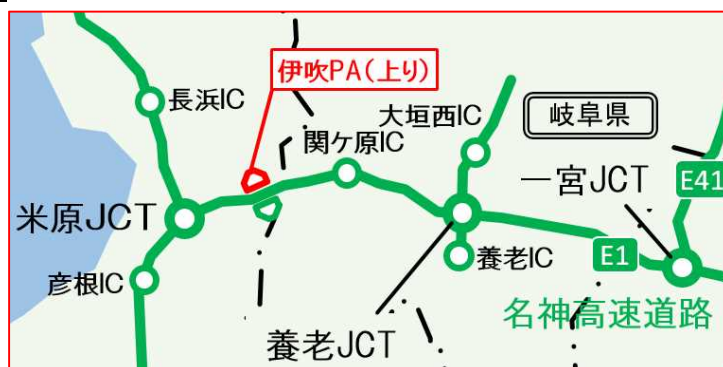 伊吹PA(上り)
長浜IC
大垣西IC
岐阜県
関ケ原IC
一宮JCT
E41
米原JCT
彦根IC
養老IC
E1
名神高速道路
養老JCT